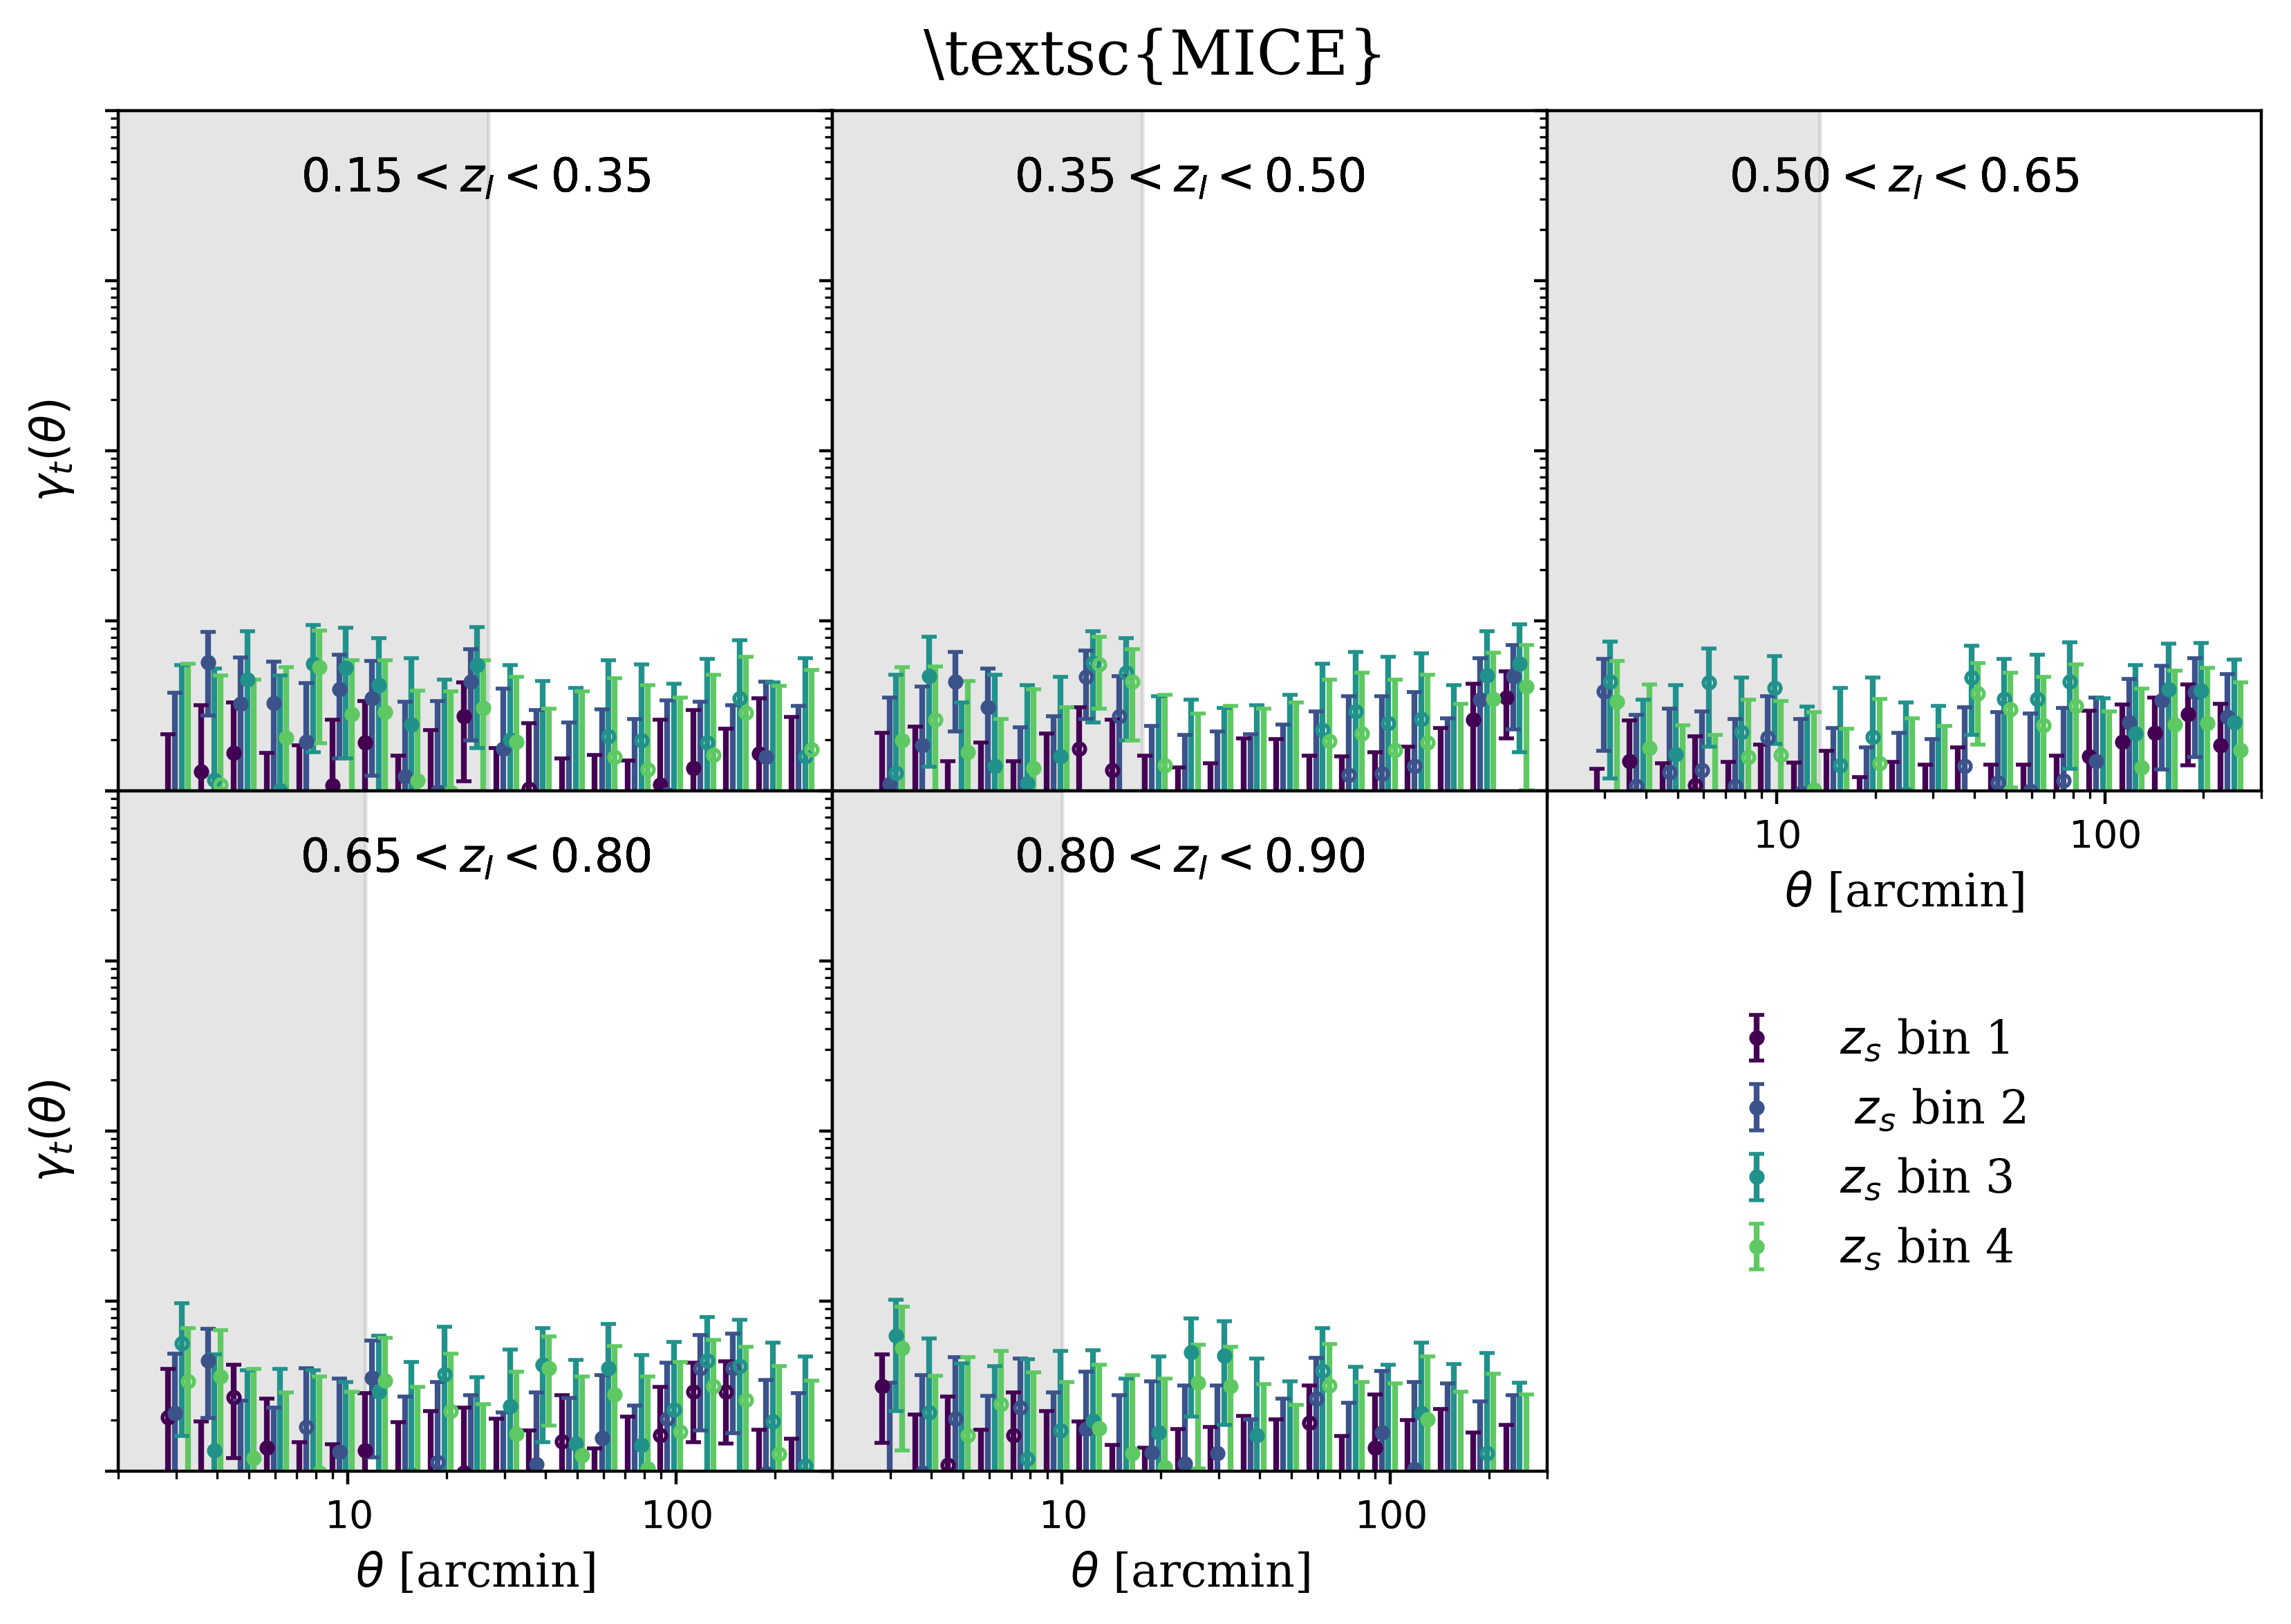 \textsc{MICE}
0.15 < z_l < 0.35
0.35 < z_l < 0.50
0.50 < z_l < 0.65
γ_t(θ)
10 100
θ [arcmin]
0.65 < z_l < 0.80
0.80 < z_l < 0.90
γ_t(θ)
z_s bin 1
z_s bin 2
z_s bin 3
z_s bin 4
10 100
10 100
θ [arcmin]
θ [arcmin]